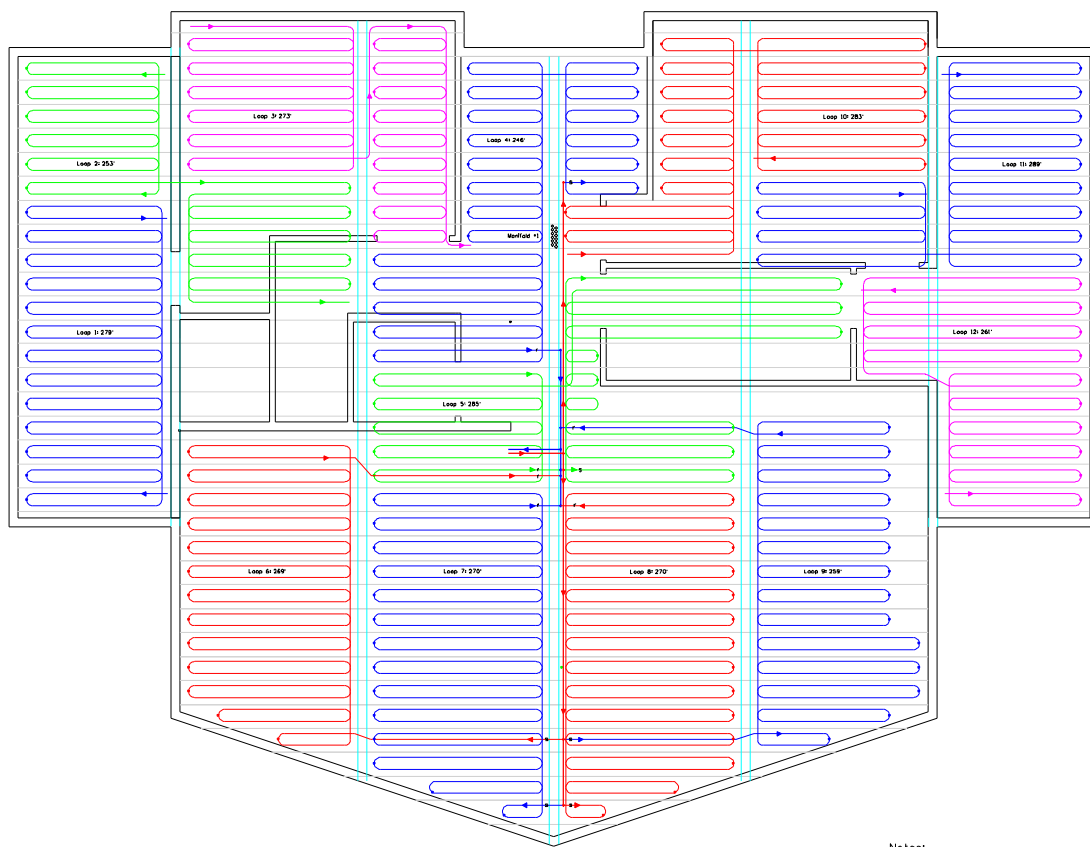 Loop 3: 273'
Loop 10: 283'
Loop 4: 246'
Loop 2: 253'
Loop 11: 289'
Manifold #1
Loop 1: 279'
Loop 12: 261'
Loop 5: 285'
Loop 6: 269'
Loop 7: 270'
Loop 8: 270'
Loop 9: 259'